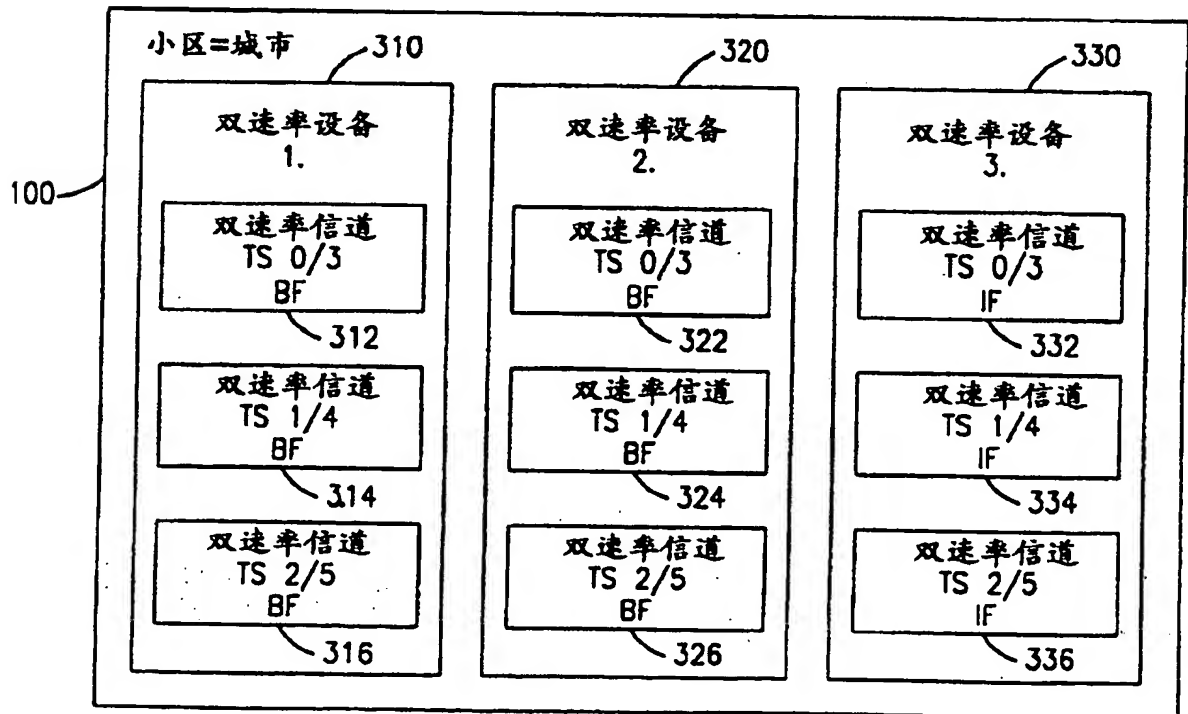 小区=城市
310
320
330
100
双速率设备
1.
双速率信道
TS 0/3
BF
312
双速率信道
TS 1/4
BF
314
双速率信道
TS 2/5
BF
316
双速率设备
2.
双速率信道
TS 0/3
BF
322
双速率信道
TS 1/4
BF
324
双速率信道
TS 2/5
BF
326
双速率设备
3.
双速率信道
TS 0/3
IF
332
双速率信道
TS 1/4
IF
334
双速率信道
TS 2/5
IF
336